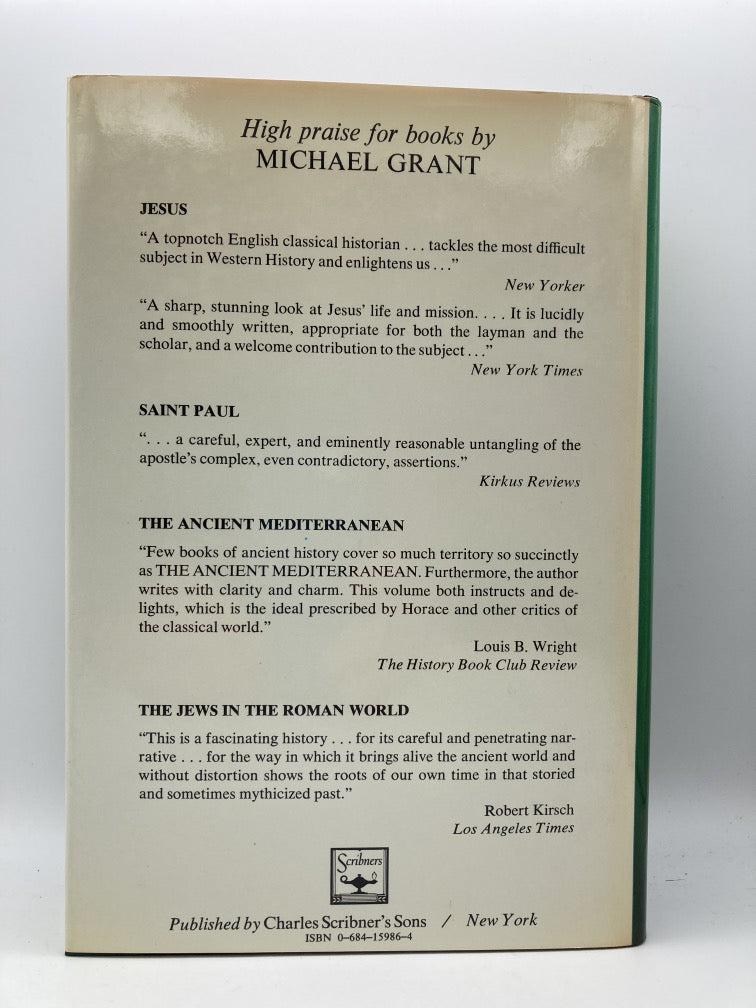 High praise for books by
MICHAEL GRANT
JESUS
“A topnotch English classical historian . . . tackles the most difficult
subject in Western History and enlightens us . . .”
New Yorker
“A sharp, stunning look at Jesus’ life and mission. . . . It is lucidly
and smoothly written, appropriate for both the layman and the
scholar, and a welcome contribution to the subject . . .”
New York Times
SAINT PAUL
“. . . a careful, expert, and eminently reasonable untangling of the
apostle’s complex, even contradictory, assertions.”
Kirkus Reviews
THE ANCIENT MEDITERRANEAN
“Few books of ancient history cover so much territory so succinctly
as THE ANCIENT MEDITERRANEAN. Furthermore, the author
writes with clarity and charm. This volume both instructs and de-
lights, which is the ideal prescribed by Horace and other critics of
the classical world.”
Louis B. Wright
The History Book Club Review
THE JEWS IN THE ROMAN WORLD
“This is a fascinating history . . . for its careful and penetrating nar-
rative . . . for the way in which it brings alive the ancient world and
without distortion shows the roots of our own time in that storied
and sometimes mythicized past.”
Robert Kirsch
Los Angeles Times
Scribners
Published by Charles Scribner’s Sons / New York
ISBN 0–684–15986–4